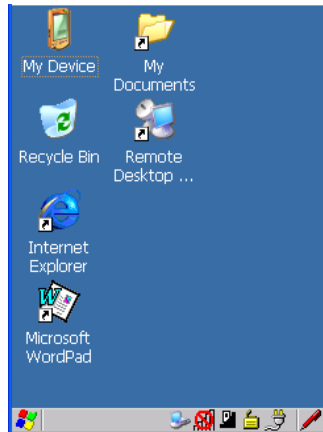 My Device
My
Documents
Recycle Bin
Remote
Desktop ...
Internet
Explorer
Microsoft
WordPad